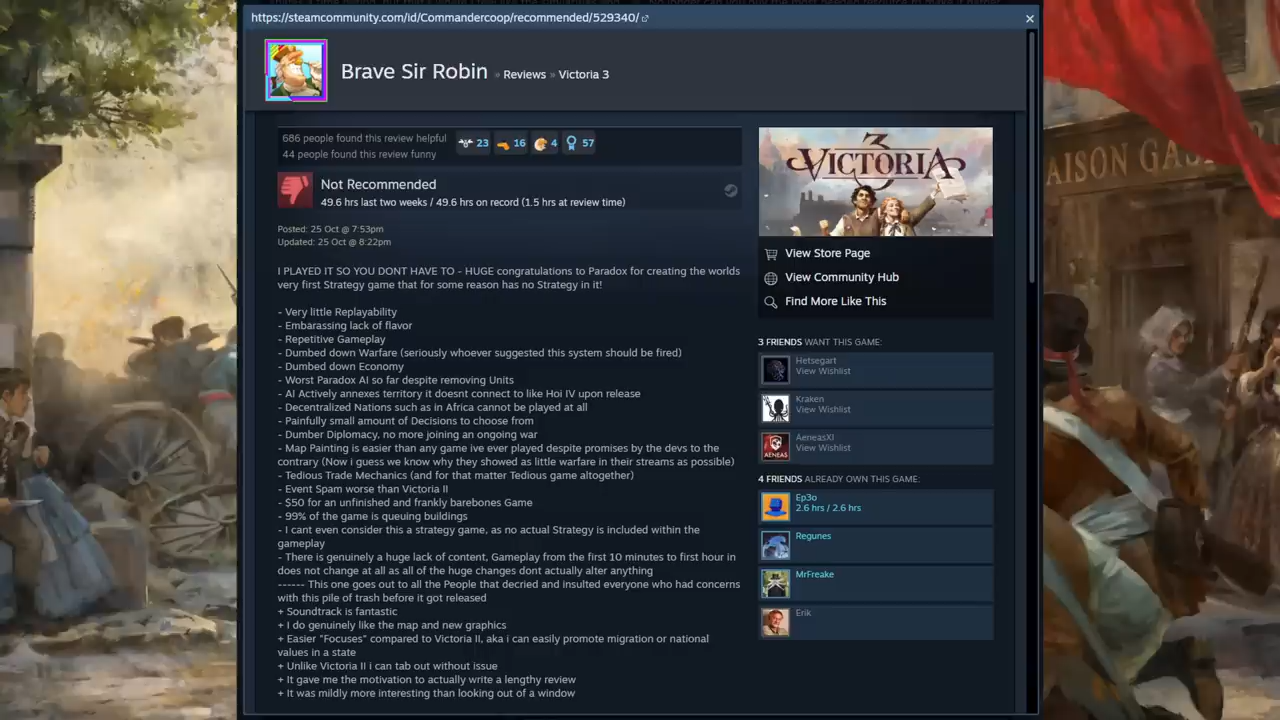 https://steamcommunity.com/id/Commandercoop/recommended/529340/
Brave Sir Robin » Reviews » Victoria 3
686 people found this review helpful
44 people found this review funny
23 16 4 57
Not Recommended
49.6 hrs last two weeks / 49.6 hrs on record (1.5 hrs at review time)
Posted: 25 Oct @ 7:53pm
Updated: 25 Oct @ 8:22pm
I PLAYED IT SO YOU DONT HAVE TO - HUGE congratulations to Paradox for creating the worlds
very first Strategy game that for some reason has no Strategy in it!
- Very little Replayability
- Embarassing lack of flavor
- Repetitive Gameplay
- Dumbed down Warfare (seriously whoever suggested this system should be fired)
- Dumbed down Economy
- Worst Paradox AI so far despite removing Units
- AI Actively annexes territory it doesnt connect to like Hoi IV upon release
- Decentralized Nations such as in Africa cannot be played at all
- Painfully small amount of Decisions to choose from
- Dumber Diplomacy, no more joining an ongoing war
- Map Painting is easier than any game ive ever played despite promises by the devs to the
contrary (Now i guess we know why they showed as little warfare in their streams as possible)
- Tedious Trade Mechanics (and for that matter Tedious game altogether)
- Event Spam worse than Victoria II
- $50 for an unfinished and frankly barebones Game
- 99% of the game is queuing buildings
- I cant even consider this a strategy game, as no actual Strategy is included within the
gameplay
- There is genuinely a huge lack of content, Gameplay from the first 10 minutes to first hour in
does not change at all as all of the huge changes dont actually alter anything
------ This one goes out to all the People that decried and insulted everyone who had concerns
with this pile of trash before it got released
+ Soundtrack is fantastic
+ I do genuinely like the map and new graphics
+ Easier "Focuses" compared to Victoria II, aka i can easily promote migration or national
values in a state
+ Unlike Victoria II i can tab out without issue
+ It gave me the motivation to actually write a lengthy review
+ It was mildly more interesting than looking out of a window
VICTORIA
3
View Store Page
View Community Hub
Find More Like This
3 FRIENDS WANT THIS GAME:
Hetsegart
View Wishlist
Kraken
View Wishlist
AeneasXI
View Wishlist
AENEAS
4 FRIENDS ALREADY OWN THIS GAME:
Ep3o
2.6 hrs / 2.6 hrs
Regunes
MrFreake
Erik